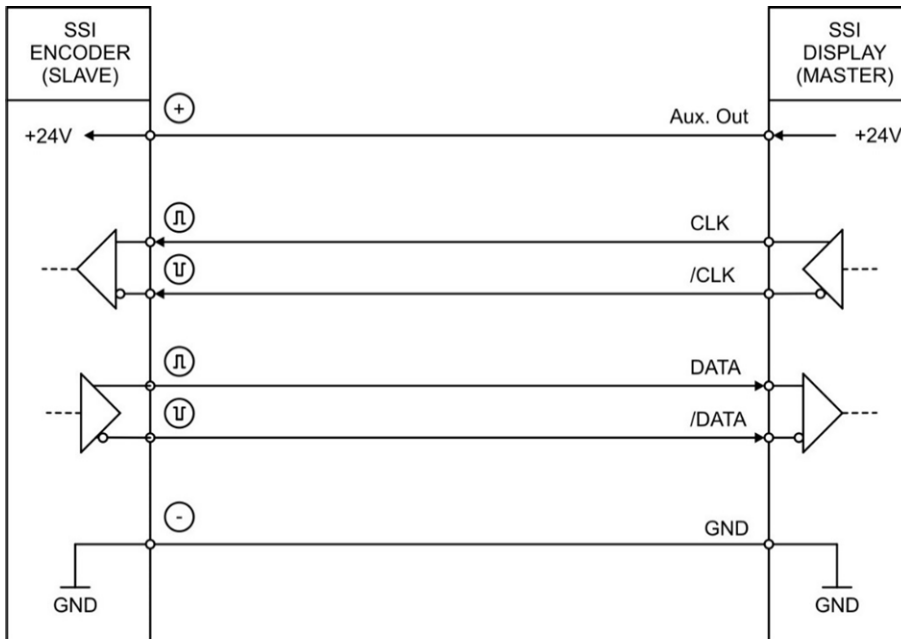 SSI
ENCODER
(SLAVE)
SSI
DISPLAY
(MASTER)
+
Aux. Out
+24V
+24V
CLK
/CLK
DATA
/DATA
-
GND
GND
GND